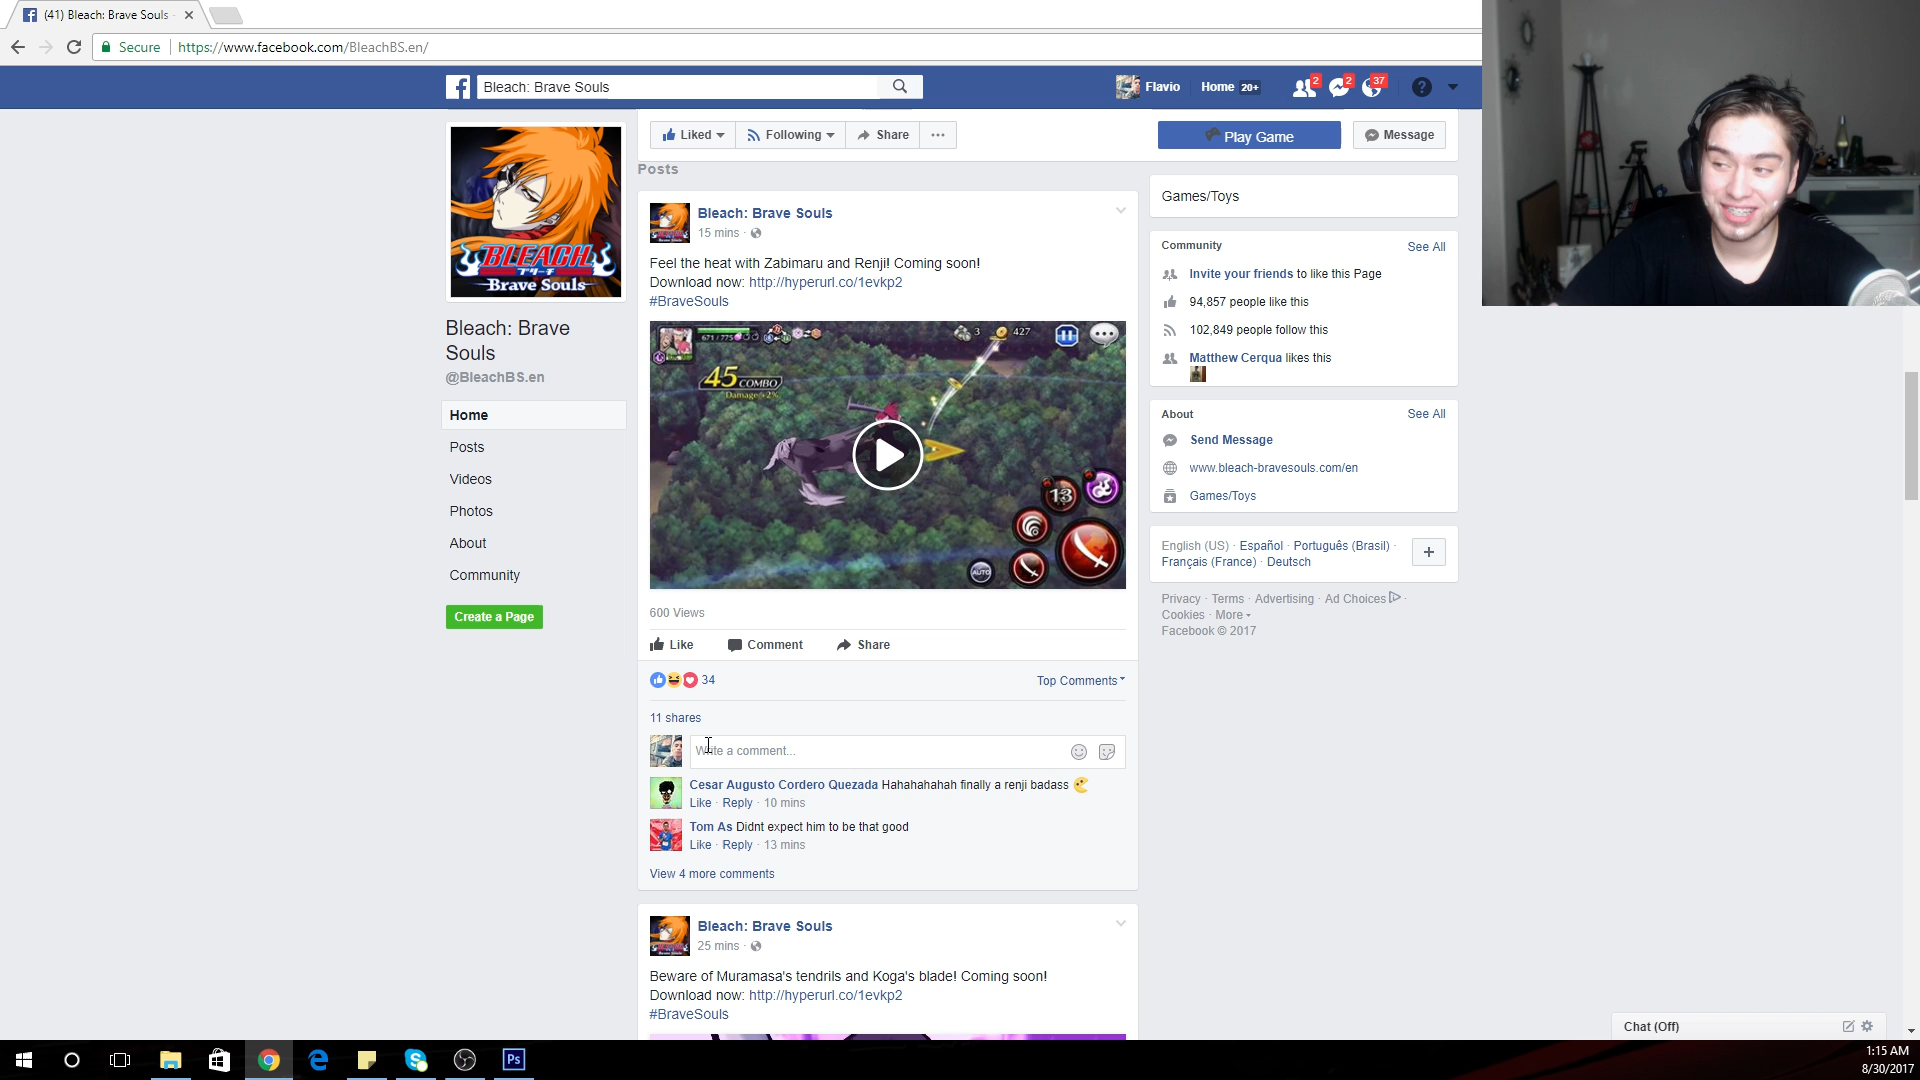 (41) Bleach: Brave Souls
Secure
https://www.facebook.com/BleachBS.en/
Bleach: Brave Souls
Flavio
Home 20+
2
2
37
Liked
Following
Share
Play Game
Message
BLEACH
ブリーチ
Brave Souls
Bleach: Brave
Souls
@BleachBS.en
Home
Posts
Videos
Photos
About
Community
Create a Page
Posts
Bleach: Brave Souls
15 mins ·
Feel the heat with Zabimaru and Renji! Coming soon!
Download now: http://hyperurl.co/1evkp2
#BraveSouls
671/775
3
427
45 COMBO
Damage +2%
13
AUTO
600 Views
Like
Comment
Share
34
Top Comments
11 shares
Write a comment...
Cesar Augusto Cordero Quezada Hahahahahah finally a renji badass
Like · Reply · 10 mins
Tom As Didnt expect him to be that good
Like · Reply · 13 mins
View 4 more comments
Bleach: Brave Souls
25 mins ·
Beware of Muramasa's tendrils and Koga's blade! Coming soon!
Download now: http://hyperurl.co/1evkp2
#BraveSouls
Games/Toys
Community
See All
Invite your friends to like this Page
94,857 people like this
102,849 people follow this
Matthew Cerqua likes this
About
See All
Send Message
www.bleach-bravesouls.com/en
Games/Toys
English (US) · Español · Português (Brasil) ·
Français (France) · Deutsch
Privacy · Terms · Advertising · Ad Choices ·
Cookies · More
Facebook © 2017
Chat (Off)
Ps
1:15 AM
8/30/2017